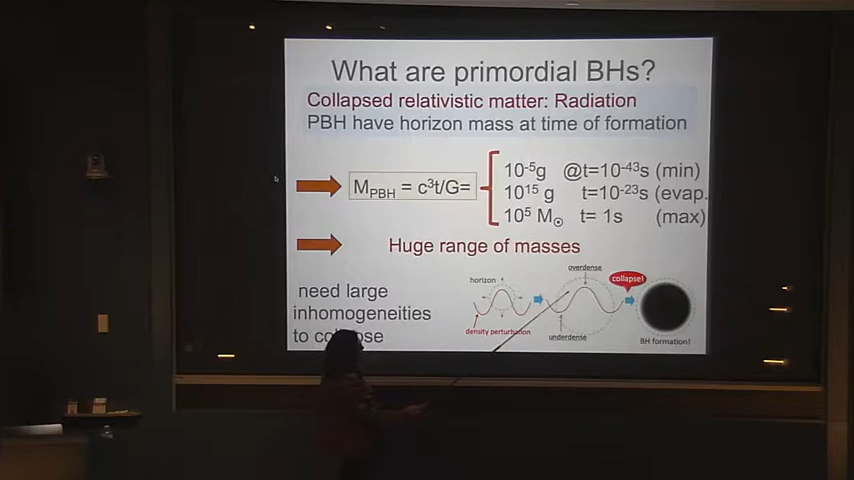 What are primordial BHs?
Collapsed relativistic matter: Radiation
PBH have horizon mass at time of formation
M_PBH = c³t/G=
10⁻⁵g @t=10⁻⁴³s (min)
10¹⁵ g t=10⁻²³s (evap.
10⁵ M☉ t= 1s (max)
Huge range of masses
need large
inhomogeneities
to collapse
horizon
overdense
collapse!
density perturbation
underdense
BH formation!